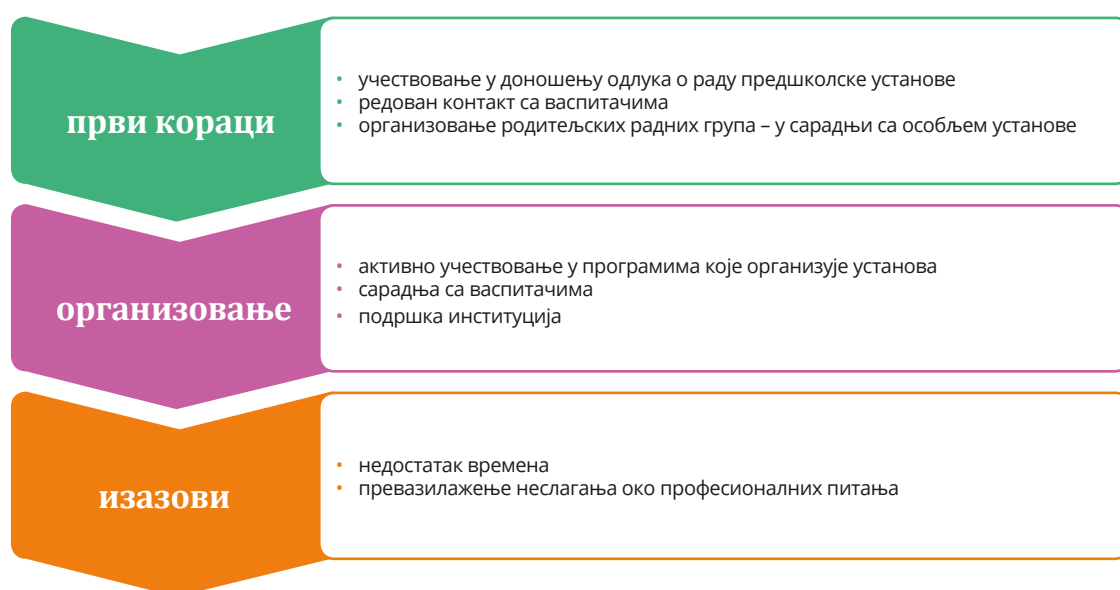 први кораци
• учествовање у доношењу одлука о раду предшколске установе
• редован контакт са васпитачима
• организовање родитељских радних група – у сарадњи са особљем установе
организовање
• активно учествовање у програмима које организује установа
• сарадња са васпитачима
• подршка институција
изазови
• недостатак времена
• превазилажење неслагања око професионалних питања